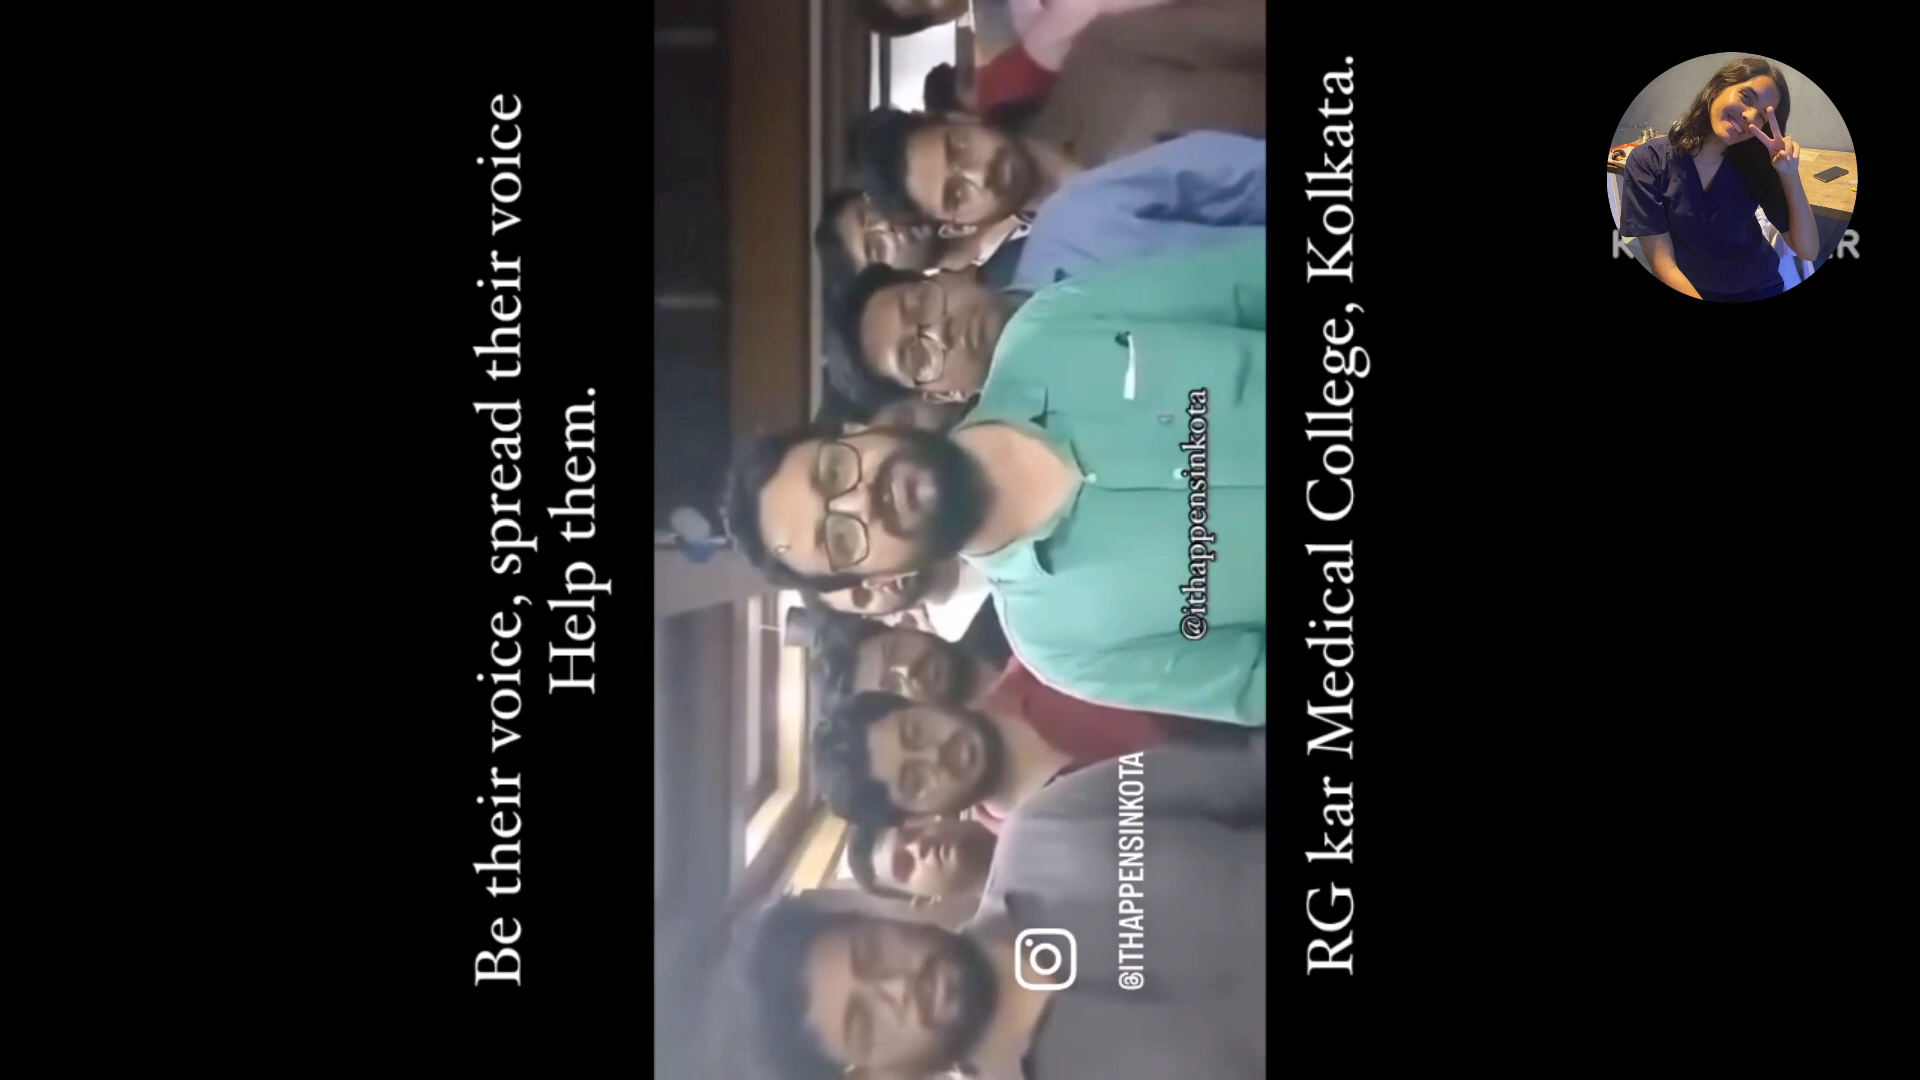 Be their voice, spread their voice
Help them.
@ithappensinkota
@ITHAPPENSINKOTA
RG kar Medical College, Kolkata.
K
R